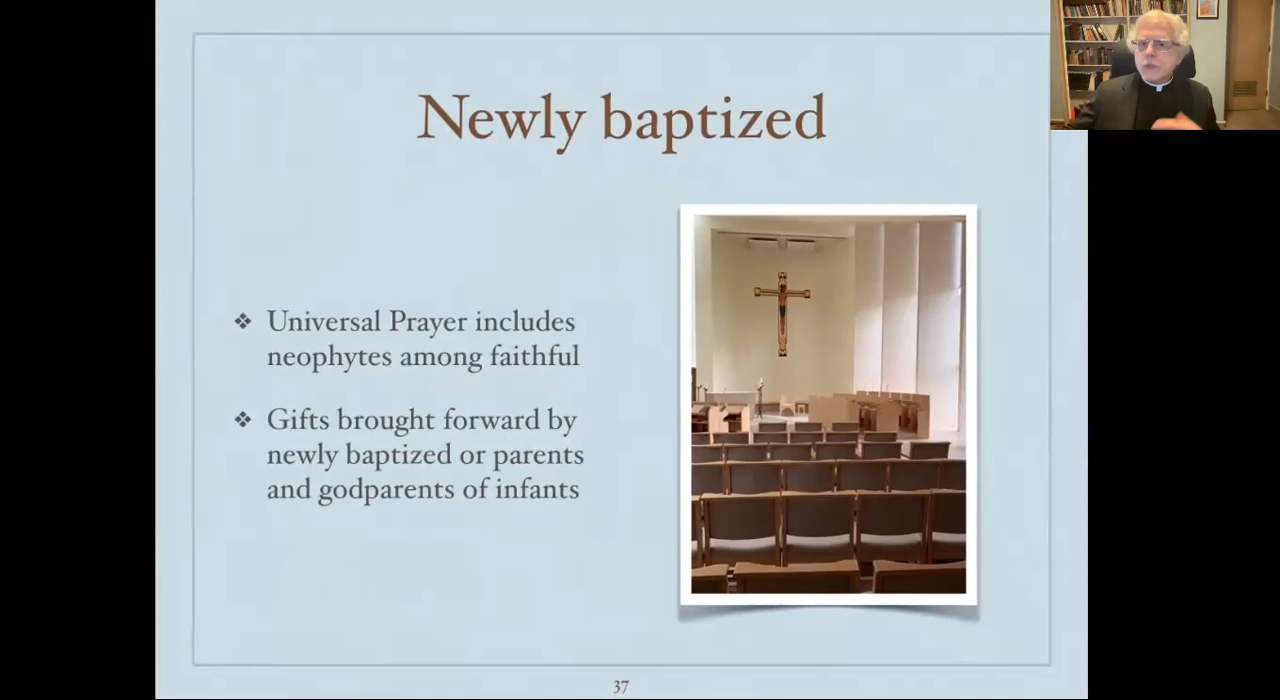 Newly baptized
❖ Universal Prayer includes
neophytes among faithful
❖ Gifts brought forward by
newly baptized or parents
and godparents of infants
37